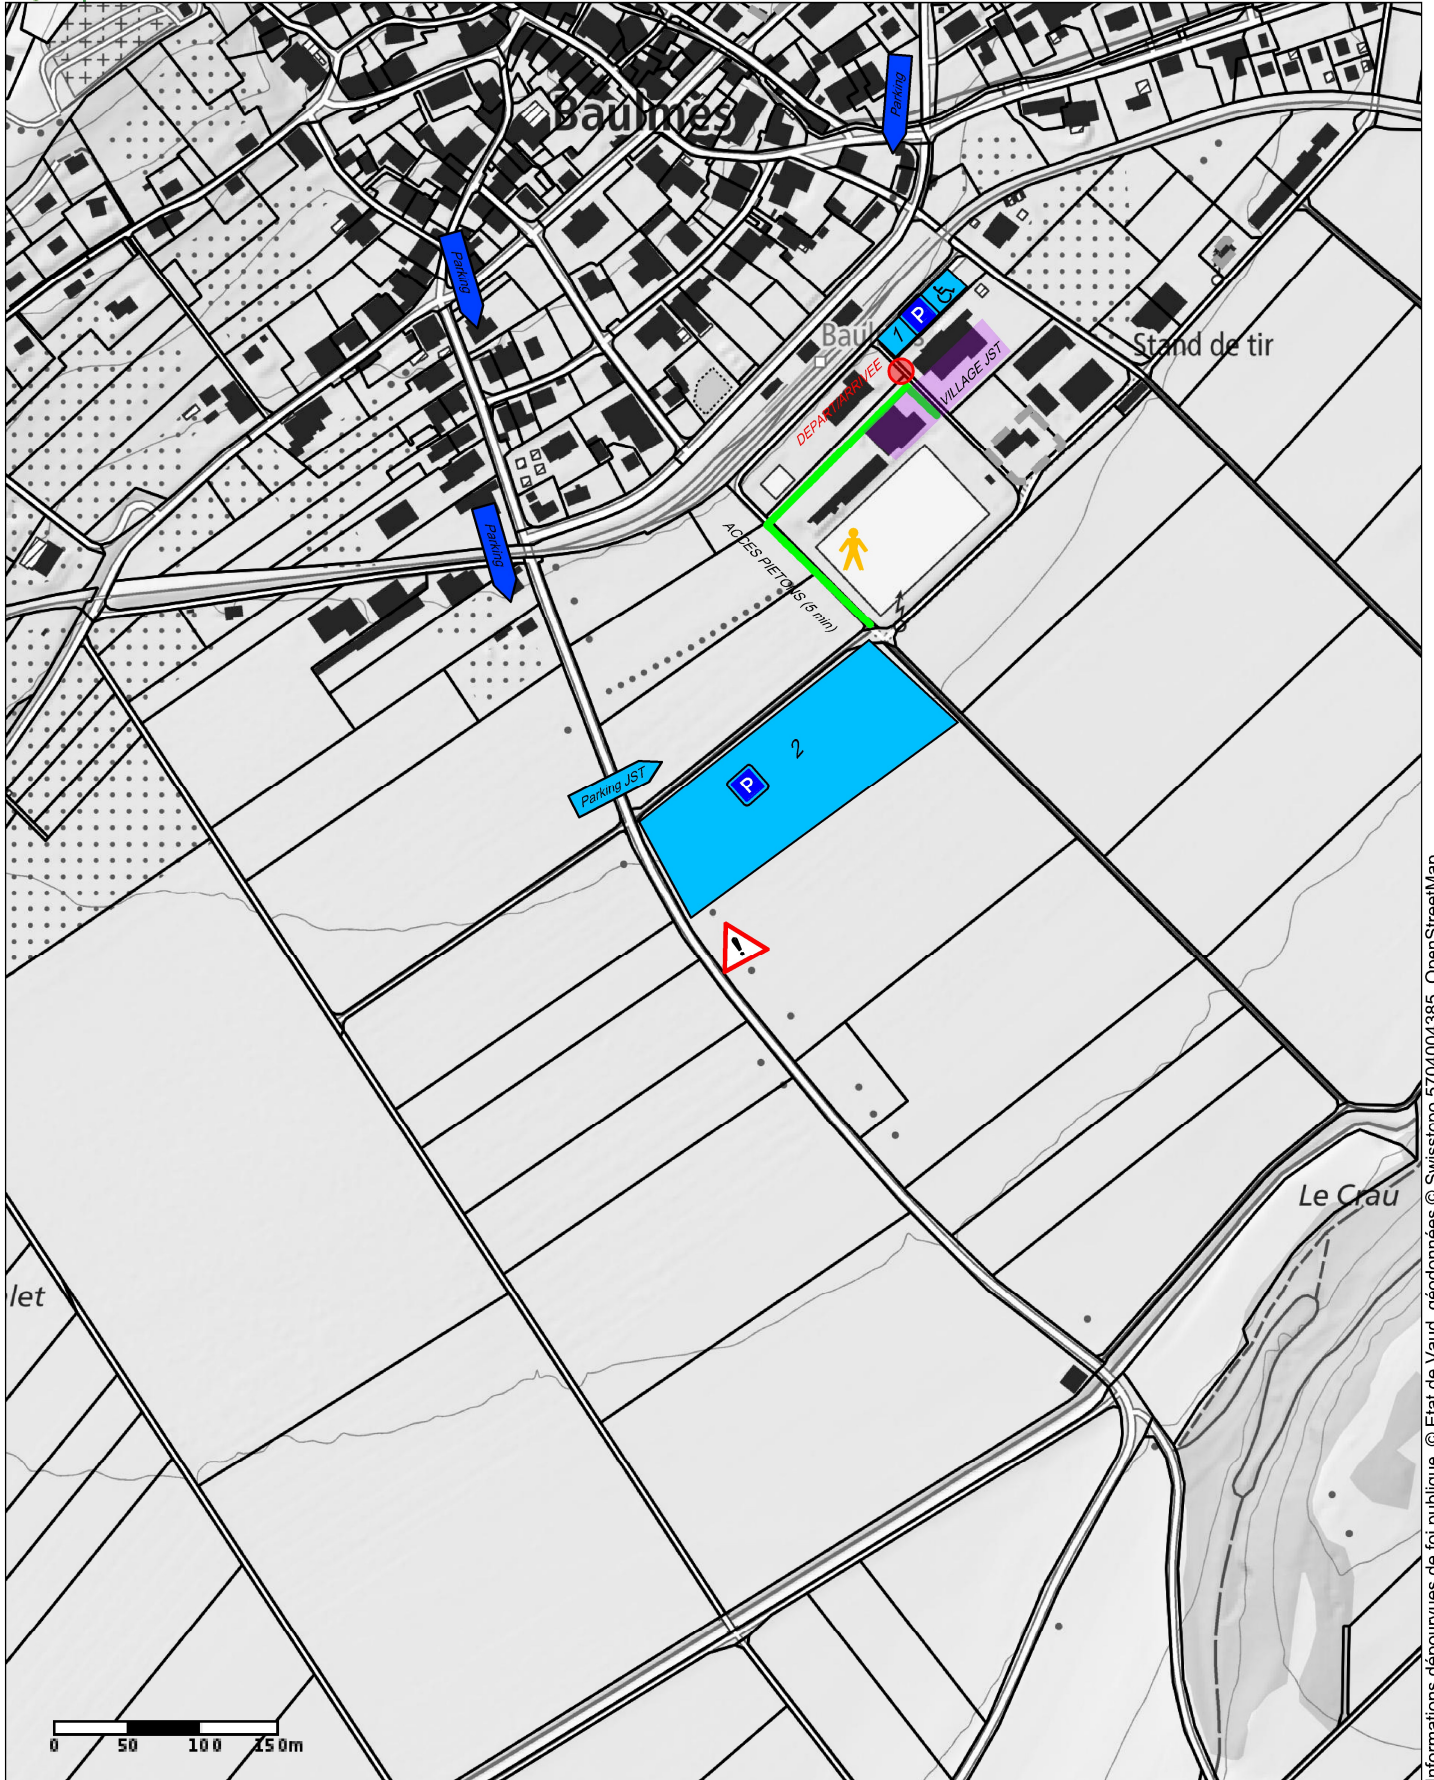 Baulmes
Parking
Parking
1
P
Stand de tir
DEPART/ARRIVEE
VILLAGE JST
Parking
ACCES PIETONS (5 min)
2
P
Parking JST
Le Crau
let
0 50 100 150m
informations dépourvues de foi publique, © Etat de Vaud, géodonnées © Swisstopo 5704004385, OpenStreetMap